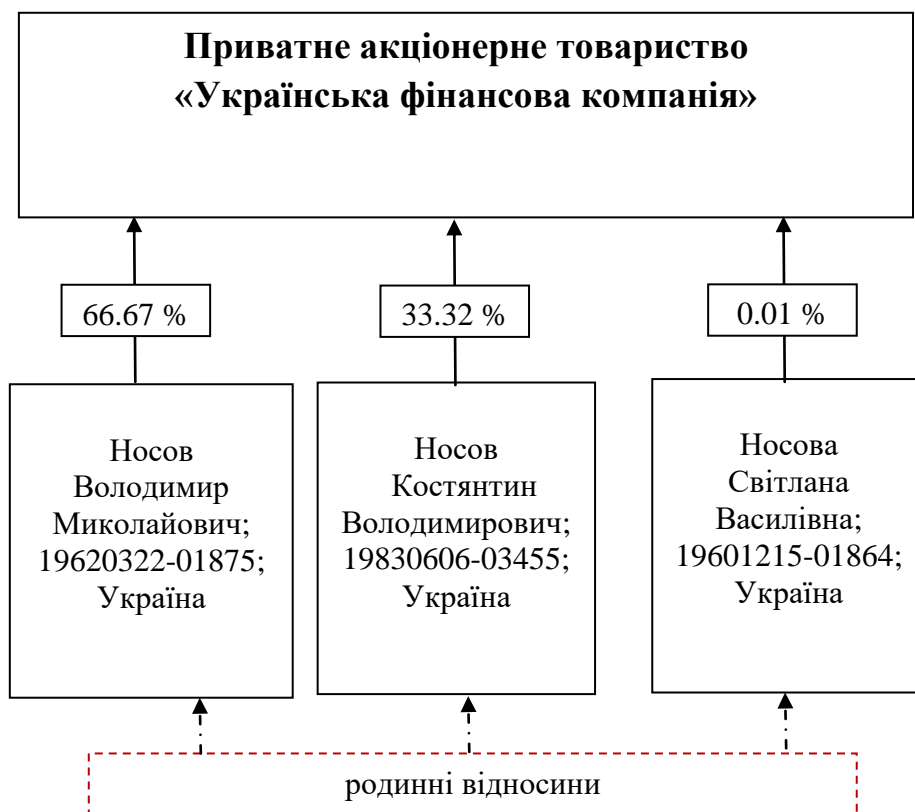 Приватне акціонерне товариство
«Українська фінансова компанія»
66.67 %
33.32 %
0.01 %
Носов
Володимир
Миколайович;
19620322-01875;
Україна
Носов
Костянтин
Володимирович;
19830606-03455;
Україна
Носова
Світлана
Василівна;
19601215-01864;
Україна
родинні відносини